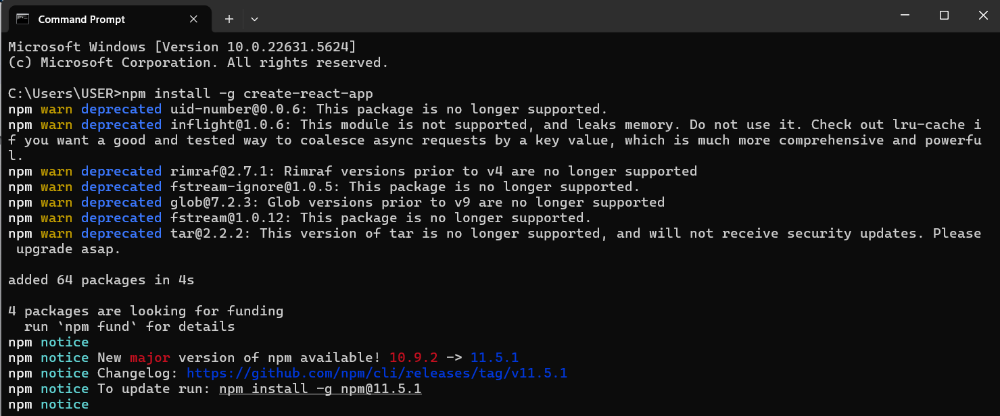 Command Prompt
Microsoft Windows [Version 10.0.22631.5624]
(c) Microsoft Corporation. All rights reserved.
C:\Users\USER>npm install -g create-react-app
npm warn deprecated uid-number@0.0.6: This package is no longer supported.
npm warn deprecated inflight@1.0.6: This module is not supported, and leaks memory. Do not use it. Check out lru-cache i
f you want a good and tested way to coalesce async requests by a key value, which is much more comprehensive and powerfu
l.
npm warn deprecated rimraf@2.7.1: Rimraf versions prior to v4 are no longer supported
npm warn deprecated fstream-ignore@1.0.5: This package is no longer supported.
npm warn deprecated glob@7.2.3: Glob versions prior to v9 are no longer supported
npm warn deprecated fstream@1.0.12: This package is no longer supported.
npm warn deprecated tar@2.2.2: This version of tar is no longer supported, and will not receive security updates. Please
 upgrade asap.
added 64 packages in 4s
4 packages are looking for funding
  run `npm fund` for details
npm notice
npm notice New major version of npm available! 10.9.2 -> 11.5.1
npm notice Changelog: https://github.com/npm/cli/releases/tag/v11.5.1
npm notice To update run: npm install -g npm@11.5.1
npm notice